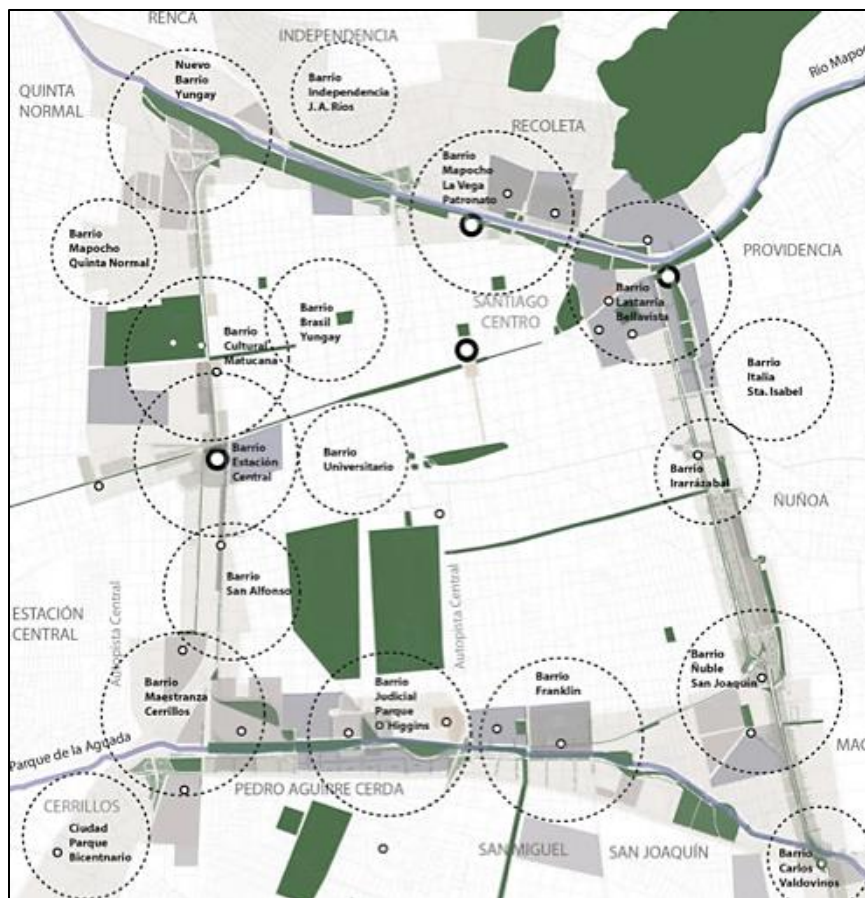 RENCA
INDEPENDENCIA
Nuevo
Barrio
Yungay
Barrio
Independencia
J. A. Ríos
QUINTA
NORMAL
Río Mapoc
RECOLETA
Barrio
Mapocho
La Vega
Patronato
Barrio
Mapocho
Quinta Normal
PROVIDENCIA
Barrio
Lastarria
Bellavista
SANTIAGO
CENTRO
Barrio
Brasil
Yungay
Barrio
Cultural
Matucana
Barrio
Italia
Sta. Isabel
Barrio
Estación
Central
Barrio
Universitario
Barrio
Irarrázabal
ÑUÑOA
Barrio
San Alfonso
Autopista Central
Autopista Central
ESTACIÓN
CENTRAL
Barrio
Maestranza
Cerrillos
Barrio
Judicial
Parque
O´Higgins
Barrio
Franklin
Barrio
Ñuble
San Joaquín
MAC
Parque de la Aguada
PEDRO AGUIRRE CERDA
CERRILLOS
Ciudad
Parque
Bicentnario
SAN MIGUEL
SAN JOAQUÍN
Barrio
Carlos
Valdovinos